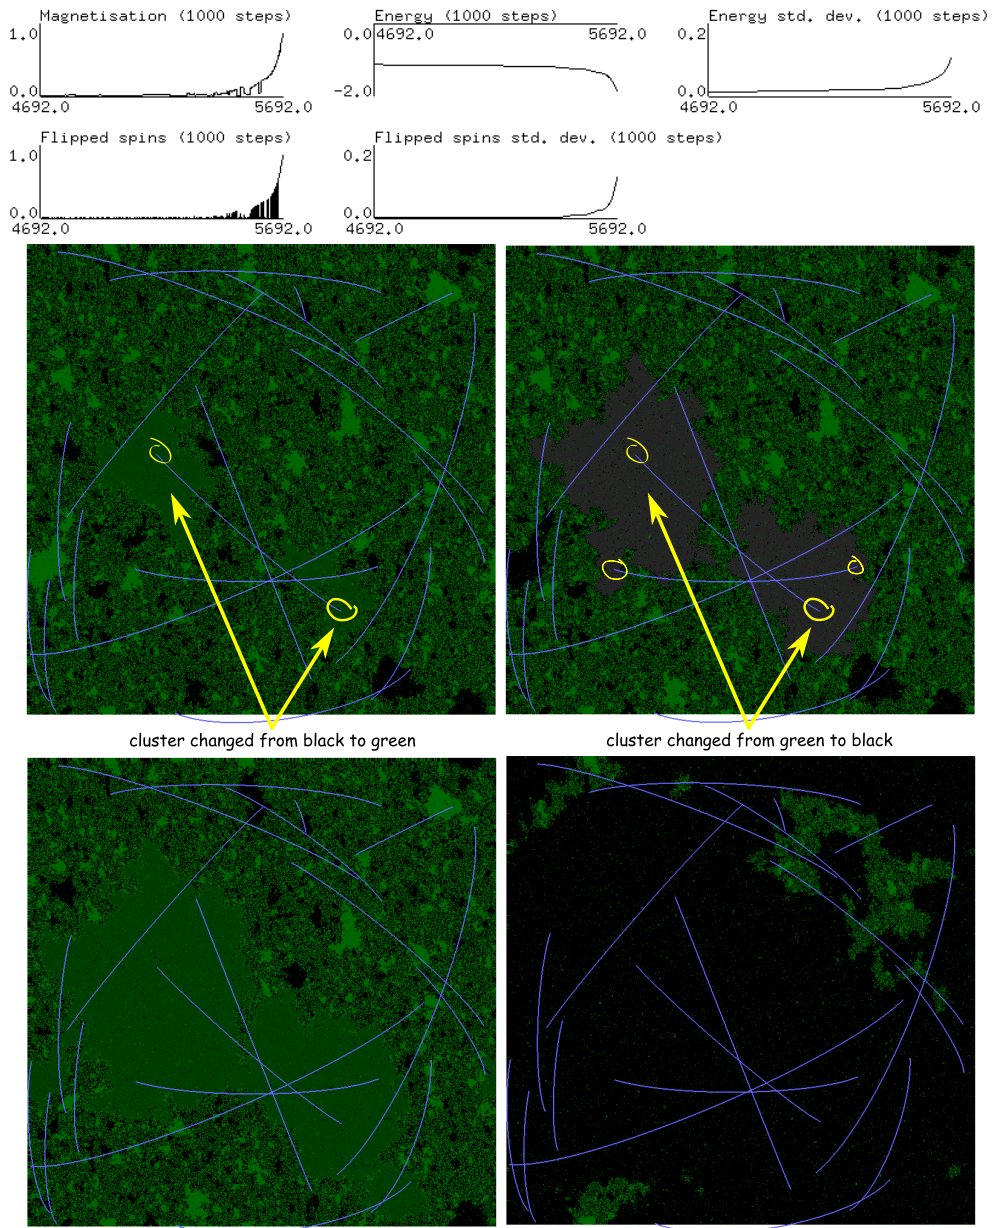 Magnetisation (1000 steps) Energy (1000 steps) Energy std. dev. (1000 steps)
1.0 0.0 4692.0 5692.0 0.2
0.0 -2.0 0.0
4692.0 5692.0 4692.0 5692.0
Flipped spins (1000 steps) Flipped spins std. dev. (1000 steps)
1.0 0.2
0.0 0.0
4692.0 5692.0 4692.0 5692.0
cluster changed from black to green cluster changed from green to black